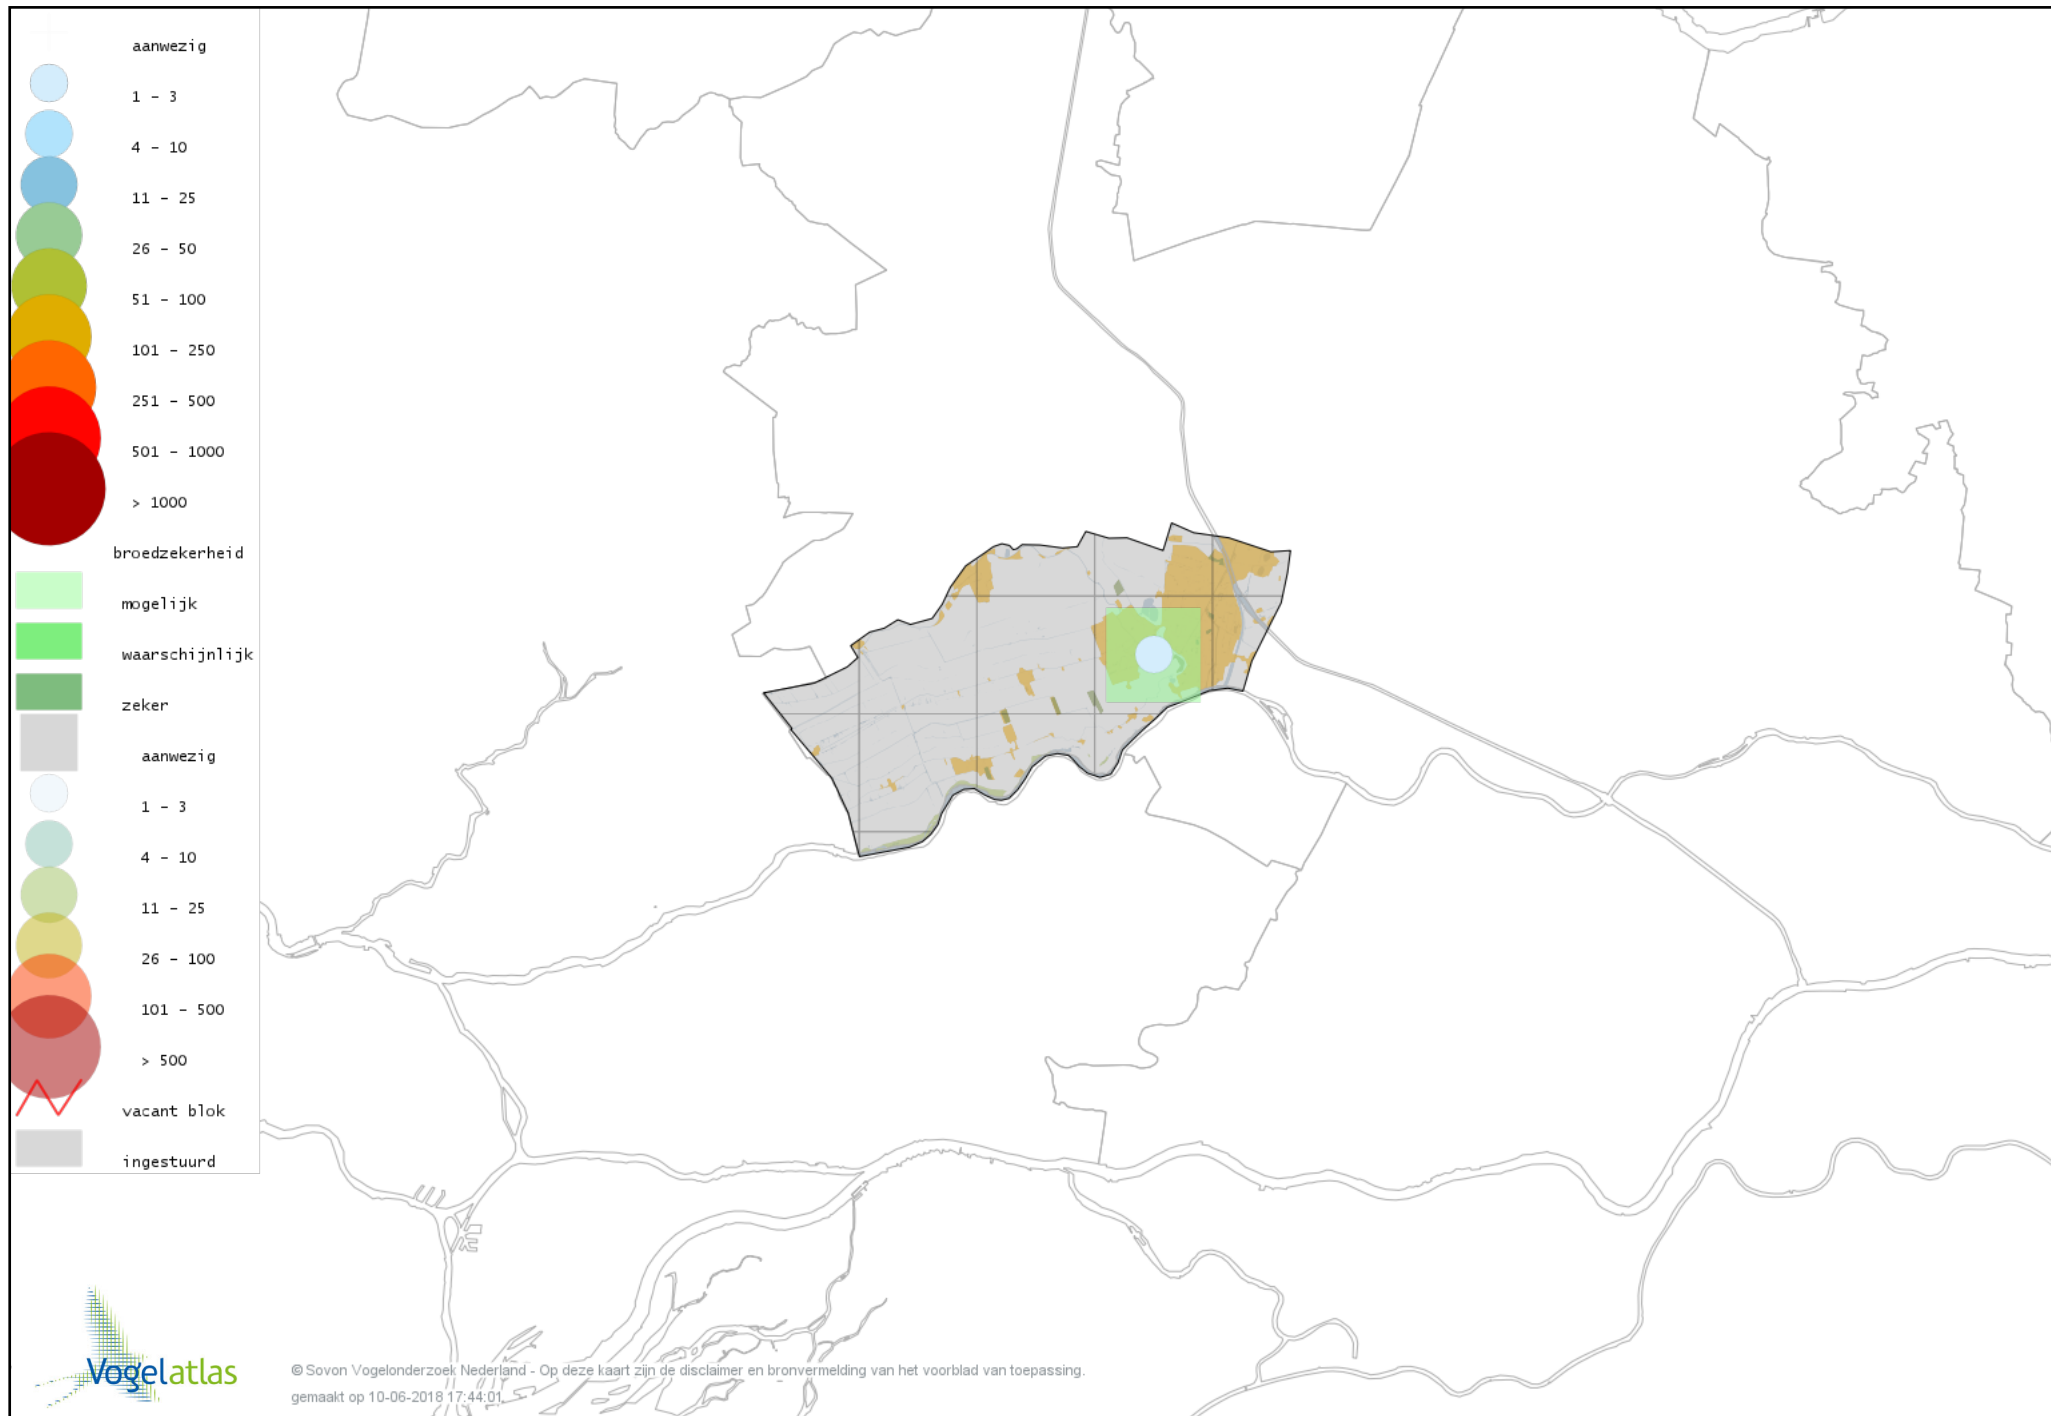 aanwezig
1 - 3
4 - 10
11 - 25
26 - 50
51 - 100
101 - 250
251 - 500
501 - 1000
> 1000
broedzekerheid
mogelijk
waarschijnlijk
zeker
aanwezig
1 - 3
4 - 10
11 - 25
26 - 100
101 - 500
> 500
vacant blok
ingestuurd
Vogelatlas
© Sovon Vogelonderzoek Nederland - Op deze kaart zijn de disclaimer en bronvermelding van het voorblad van toepassing.
gemaakt op 10-06-2018 17:44:01